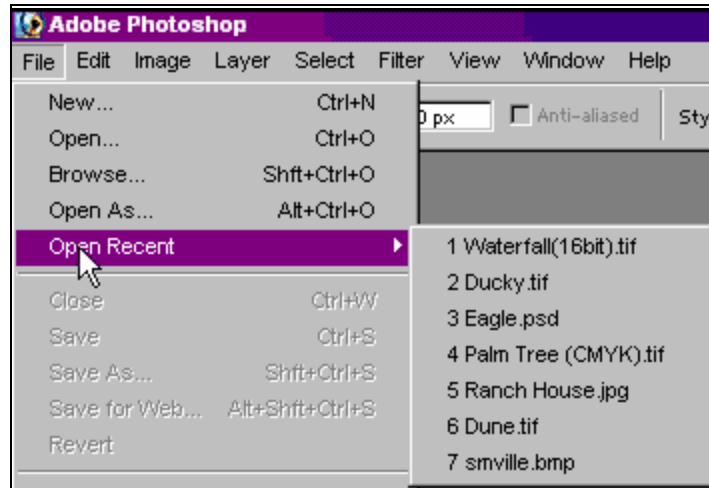 Adobe Photoshop
File Edit Image Layer Select Filter View Window Help
px Anti-aliased Sty
New... Ctrl+N
Open... Ctrl+O
Browse... Shft+Ctrl+O
Open As... Alt+Ctrl+O
Open Recent
1 Waterfall(16bit).tif
2 Ducky.tif
3 Eagle.psd
4 Palm Tree (CMYK).tif
5 Ranch House.jpg
6 Dune.tif
7 smville.bmp
Close Ctrl+W
Save Ctrl+S
Save As... Shft+Ctrl+S
Save for Web... Alt+Shft+Ctrl+S
Revert